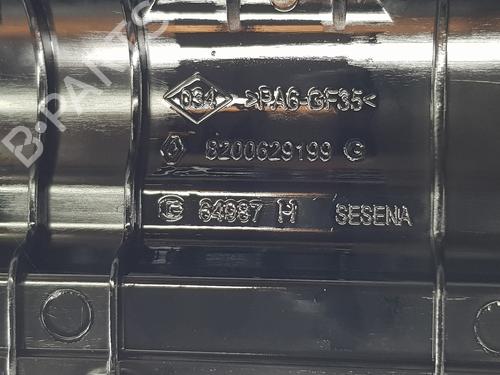 B-PARTS
034 >PA6-GF35<
8200629199 G
64987 H SESENA